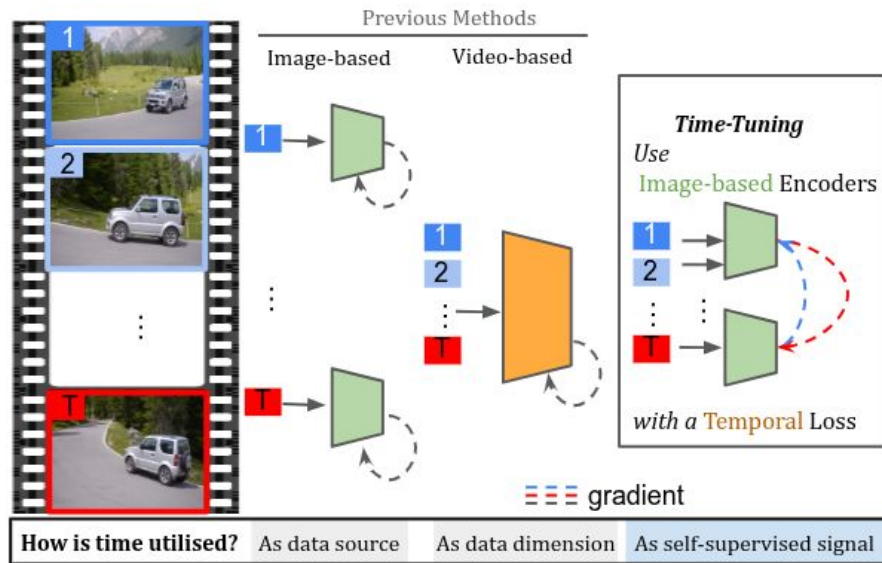 Previous Methods
Image-based
Video-based
1
2
⋮
T
1
⋮
T
1
2
⋮
T
Time-Tuning
Use
Image-based Encoders
1
2
⋮
⋮
T
with a Temporal Loss
gradient
How is time utilised?
As data source
As data dimension
As self-supervised signal